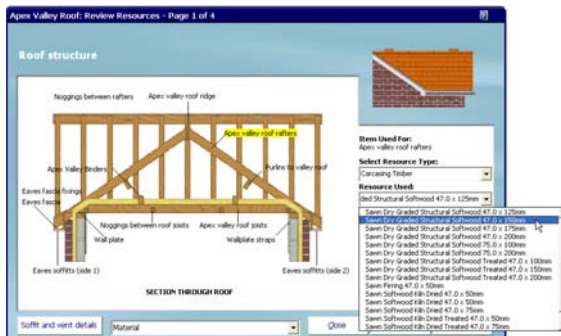 Apex Valley Roof: Review Resources - Page 1 of 4
Roof structure
Noggings between rafters
Apex valley roof ridge
Apex valley roof rafters
Apex Valley Binders
Purlins to valley roof
Eaves fascia fixings
Eaves fascia
Noggings between roof joists
Apex valley roof joists
Wall plate
Wallplate straps
Eaves soffitts (side 1)
Eaves soffitts (side 2)
SECTION THROUGH ROOF
Item Used For:
Apex valley roof rafters
Select Resource Type:
Carcasing Timber
Resource Used:
ded Structural Softwood 47.0 x 125mm
Sawn Dry Graded Structural Softwood 47.0 x 125mm
Sawn Dry Graded Structural Softwood 47.0 x 150mm
Sawn Dry Graded Structural Softwood 47.0 x 175mm
Sawn Dry Graded Structural Softwood 47.0 x 200mm
Sawn Dry Graded Structural Softwood 75.0 x 100mm
Sawn Dry Graded Structural Softwood 75.0 x 200mm
Sawn Dry Graded Structural Softwood Treated 47.0 x 100mm
Sawn Dry Graded Structural Softwood Treated 47.0 x 150mm
Sawn Dry Graded Structural Softwood Treated 47.0 x 200mm
Sawn Firring 47.0 x 50mm
Sawn Softwood Kiln Dried 47.0 x 50mm
Sawn Softwood Kiln Dried 47.0 x 75mm
Sawn Softwood Kiln Dried Treated 47.0 x 50mm
Sawn Softwood Kiln Dried Treated 47.0 x 75mm
Soffit and vent details
Material
Close